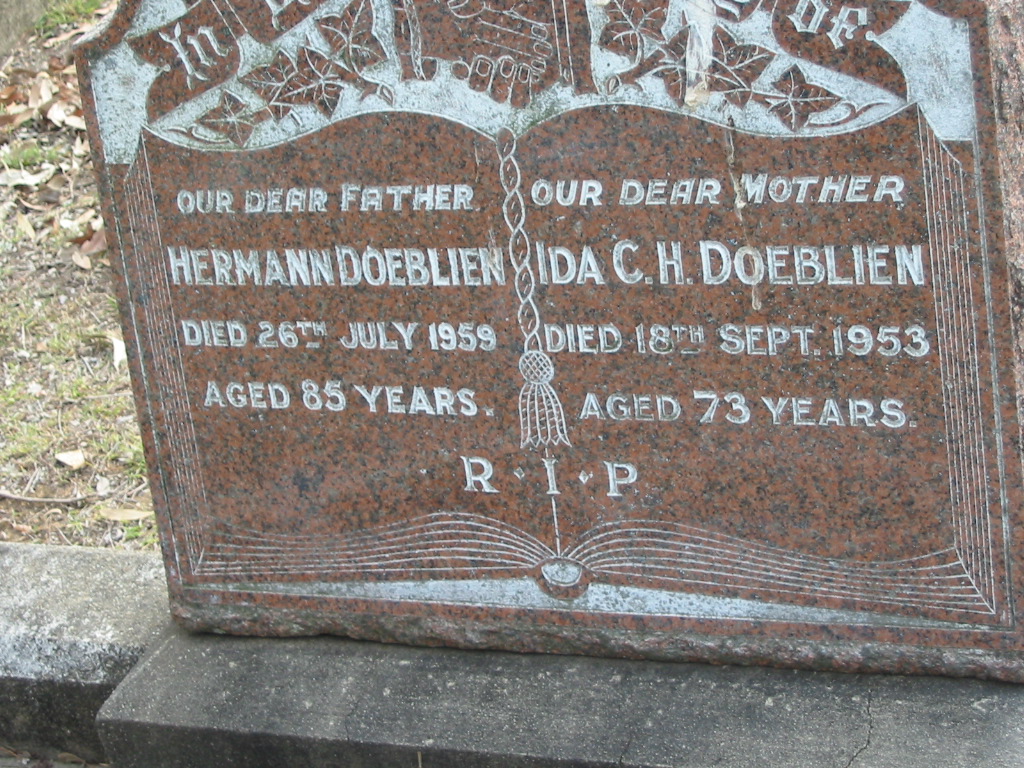 In
of
OUR DEAR FATHER
HERMANN DOEBLIEN
DIED 26TH JULY 1959
AGED 85 YEARS.
OUR DEAR MOTHER
IDA C. H. DOEBLIEN
DIED 18TH SEPT. 1953
AGED 73 YEARS.
R · I · P